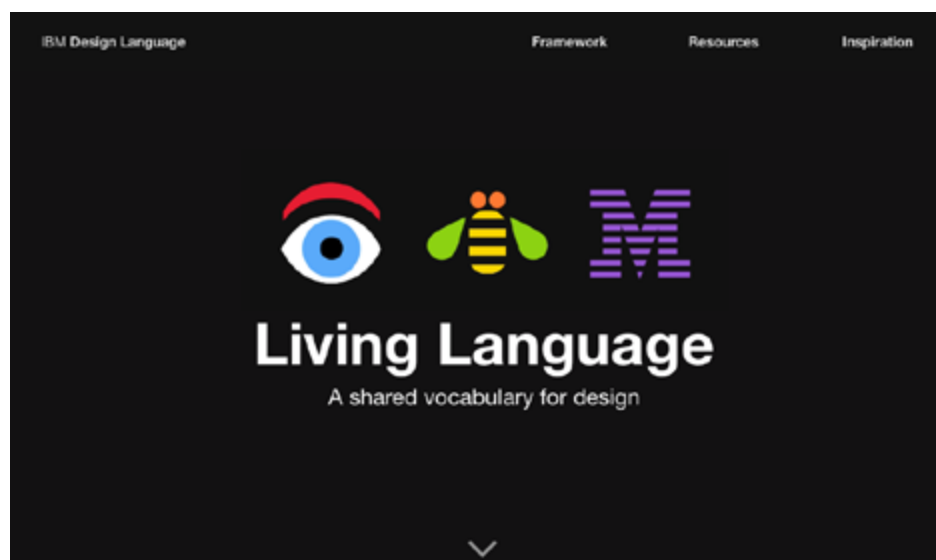 IBM Design Language
Framework
Resources
Inspiration
M
Living Language
A shared vocabulary for design